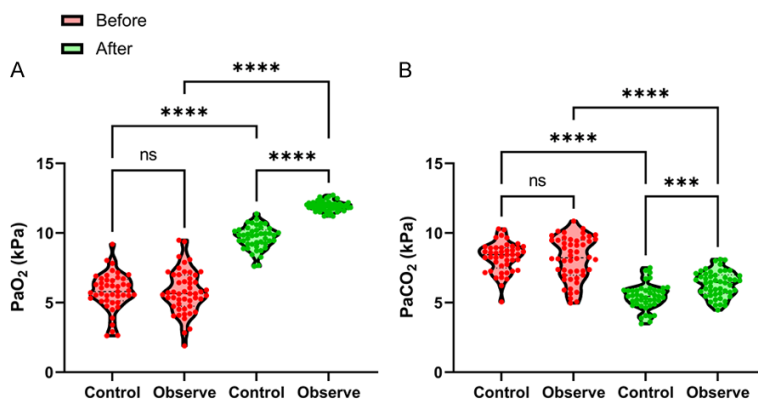 Before
After
A
****
****
ns
****
15
10
5
0
PaO2 (kPa)
Control Observe Control Observe
B
****
****
ns
***
15
10
5
0
PaCO2 (kPa)
Control Observe Control Observe